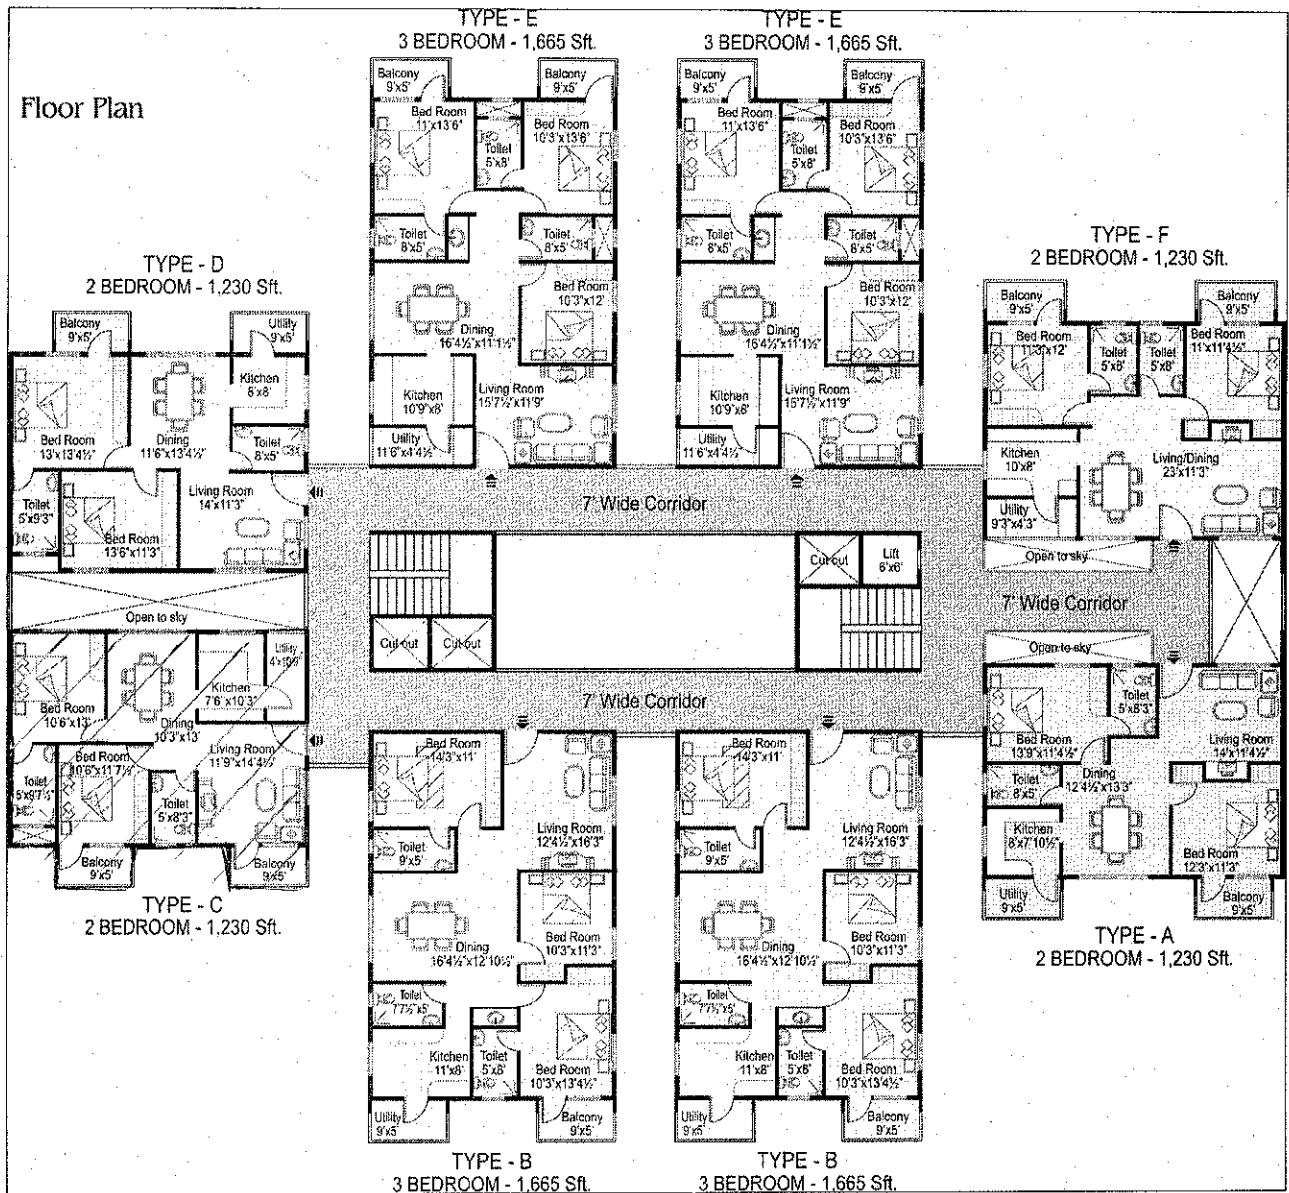 Floor Plan
TYPE - E
3 BEDROOM - 1,665 Sft.
Balcony
9'x5'
Balcony
9'x5'
Bed Room
11'x13'6"
Toilet
5'x8'
Bed Room
10'3"x13'6"
Toilet
8'x5'
Toilet
8'x5'
Bed Room
10'3"x12'
Dining
16'4½"x11'1½"
Living Room
15'7½"x11'9"
Kitchen
10'9"x8'
Utility
11'6"x4'4½"
TYPE - E
3 BEDROOM - 1,665 Sft.
Balcony
9'x5'
Balcony
9'x5'
Bed Room
11'x13'6"
Toilet
5'x8'
Bed Room
10'3"x13'6"
Toilet
8'x5'
Toilet
8'x5'
Bed Room
10'3"x12'
Dining
16'4½"x11'1½"
Living Room
15'7½"x11'9"
Kitchen
10'9"x8'
Utility
11'6"x4'4½"
TYPE - D
2 BEDROOM - 1,230 Sft.
Balcony
9'x5'
Utility
9'x5'
Kitchen
8'x8'
Bed Room
13'x13'4½"
Dining
11'6"x13'4½"
Toilet
8'x5'
Toilet
5'x9'3"
Living Room
14'x11'3"
Bed Room
13'6"x11'3"
Open to sky
TYPE - F
2 BEDROOM - 1,230 Sft.
Balcony
9'x5'
Balcony
9'x5'
Bed Room
11'3"x12'
Toilet
5'x8'
Toilet
5'x8'
Bed Room
11'x11'4½"
Kitchen
10'x8'
Living/Dining
23'x11'3"
Utility
9'3"x4'3"
Open to sky
7' Wide Corridor
Cut out
Lift
6'x6'
Cut out
Cut out
7' Wide Corridor
7' Wide Corridor
Open to sky
Bed Room
10'6"x13'
Dining
10'3"x13'
Kitchen
7'6"x10'3"
Utility
Living Room
11'9"x14'4½"
Bed Room
10'6"x11'7½"
Toilet
5'x9'7½"
Toilet
5'x8'3"
Balcony
9'x5'
Balcony
9'x5'
TYPE - C
2 BEDROOM - 1,230 Sft.
Bed Room
14'3"x11'
Toilet
9'x5'
Living Room
12'4½"x16'3"
Dining
16'4½"x12'10½"
Bed Room
10'3"x11'3"
Toilet
7'7½"x5'
Kitchen
11'x8'
Toilet
5'x8'
Bed Room
10'3"x13'4½"
Utility
9'x5'
Balcony
9'x5'
TYPE - B
3 BEDROOM - 1,665 Sft.
Bed Room
14'3"x11'
Toilet
9'x5'
Living Room
12'4½"x16'3"
Dining
16'4½"x12'10½"
Bed Room
10'3"x11'3"
Toilet
7'7½"x5'
Kitchen
11'x8'
Toilet
5'x8'
Bed Room
10'3"x13'4½"
Utility
9'x5'
Balcony
9'x5'
TYPE - B
3 BEDROOM - 1,665 Sft.
Bed Room
13'9"x11'4½"
Toilet
5'x8'3"
Living Room
14'x11'4½"
Toilet
8'x5'
Dining
12'4½"x13'3"
Kitchen
8'x7'10½"
Bed Room
12'3"x11'3"
Utility
9'x5'
Balcony
9'x5'
TYPE - A
2 BEDROOM - 1,230 Sft.